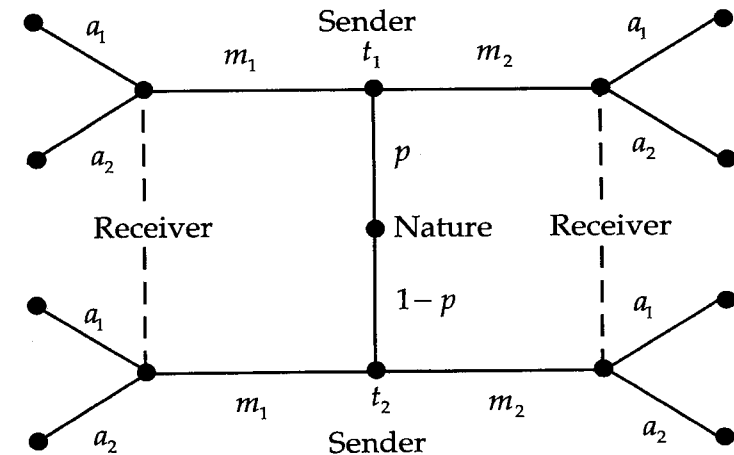 Sender
a₁ m₁ t₁ m₂ a₁
a₂ p a₂
Receiver Nature Receiver
a₁ 1 − p a₁
a₂ m₁ t₂ m₂ a₂
Sender